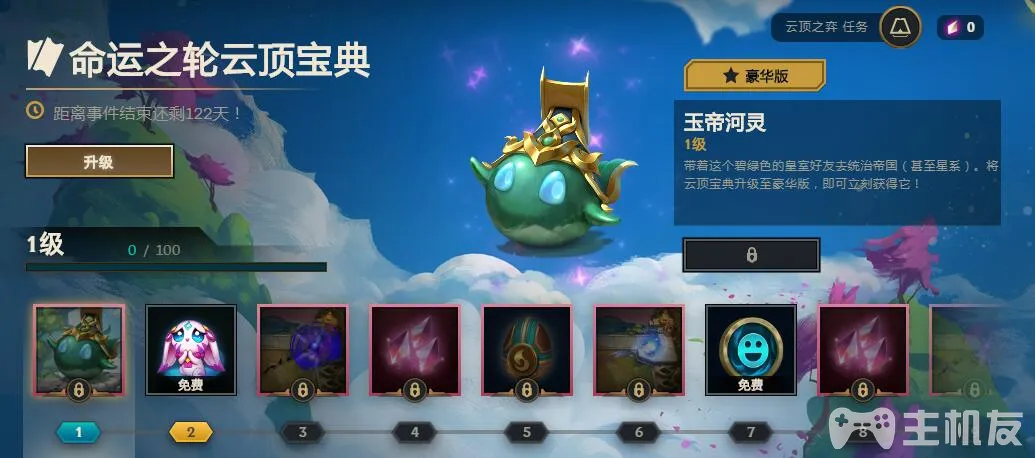 云顶之弈 任务
0
命运之轮云顶宝典
距离事件结束还剩122天！
升级
豪华版
玉帝河灵
1级
带着这个碧绿色的皇室好友去统治帝国（甚至星系）。将
云顶宝典升级至豪华版，即可立刻获得它！
1级
0 / 100
免费
免费
1 2 3 4 5 6 7 8
主机友